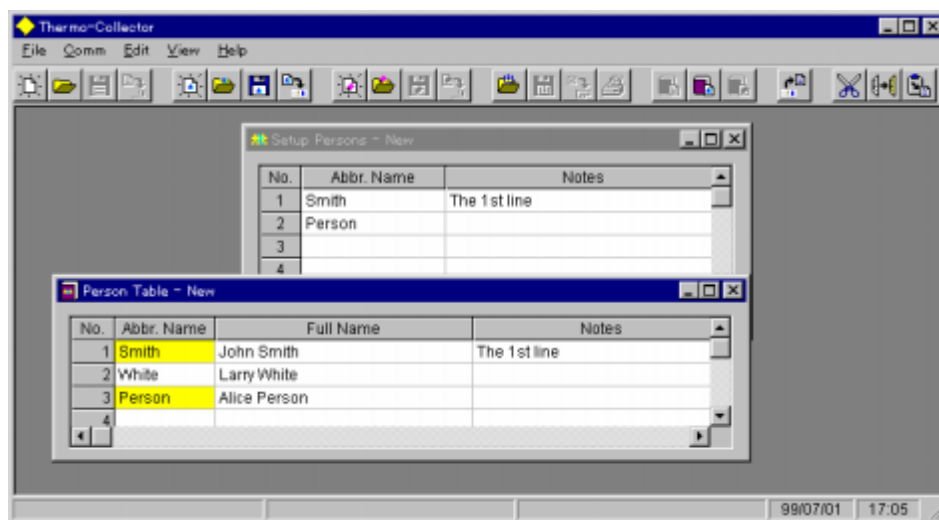 Thermo-Collector
File Comm Edit View Help
Setup Persons - New
No. Abbr. Name Notes
1 Smith The 1st line
2 Person
3
4
Person Table - New
No. Abbr. Name Full Name Notes
1 Smith John Smith The 1st line
2 White Larry White
3 Person Alice Person
4
99/07/01 17:05